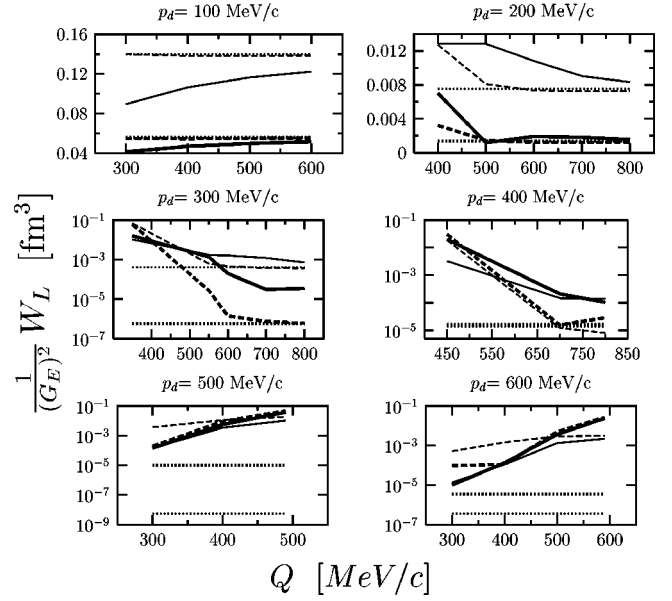 p_d= 100 MeV/c
p_d= 200 MeV/c
0.16
0.12
0.08
0.04
300 400 500 600
0.012
0.008
0.004
0
400 500 600 700 800
p_d= 300 MeV/c
p_d= 400 MeV/c
10^-1
10^-3
10^-5
10^-7
400 500 600 700 800
10^-1
10^-3
10^-5
450 550 650 750 850
p_d= 500 MeV/c
p_d= 600 MeV/c
10^-1
10^-3
10^-5
10^-7
10^-9
300 400 500
10^-1
10^-3
10^-5
10^-7
300 400 500 600
1/(G_E)^2 W_L [fm^3]
Q [MeV/c]